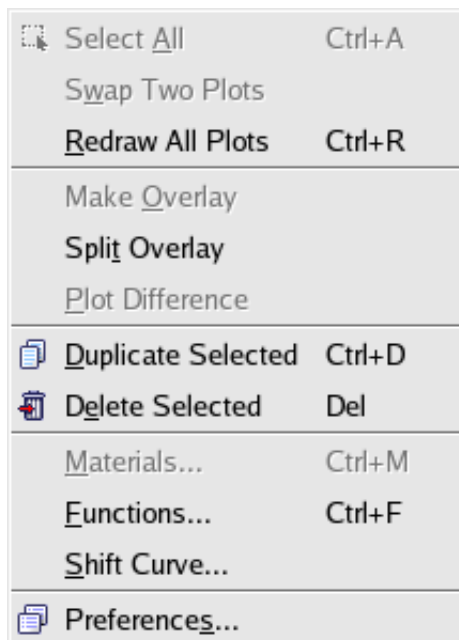 Select All Ctrl+A
Swap Two Plots
Redraw All Plots Ctrl+R
Make Overlay
Split Overlay
Plot Difference
Duplicate Selected Ctrl+D
Delete Selected Del
Materials... Ctrl+M
Functions... Ctrl+F
Shift Curve...
Preferences...